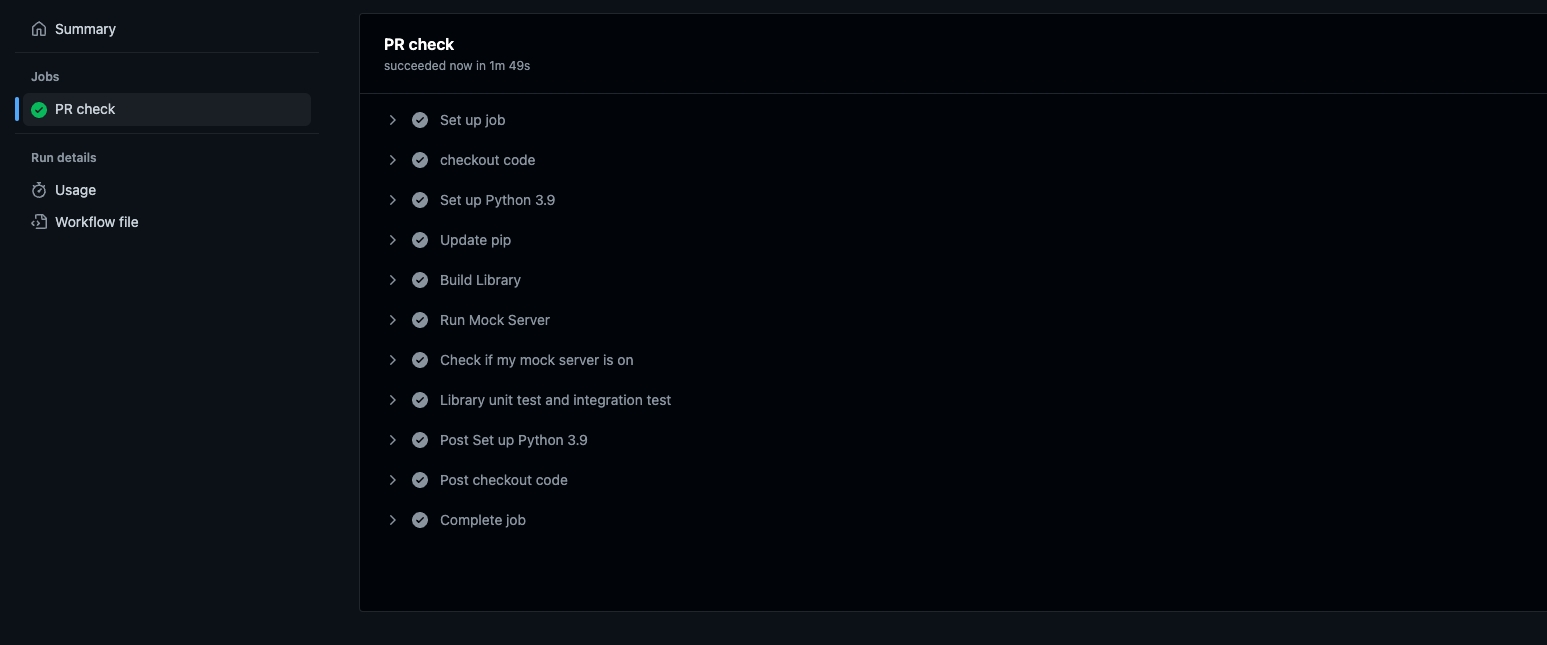 Summary
Jobs
PR check
Run details
Usage
Workflow file
PR check
succeeded now in 1m 49s
Set up job
checkout code
Set up Python 3.9
Update pip
Build Library
Run Mock Server
Check if my mock server is on
Library unit test and integration test
Post Set up Python 3.9
Post checkout code
Complete job